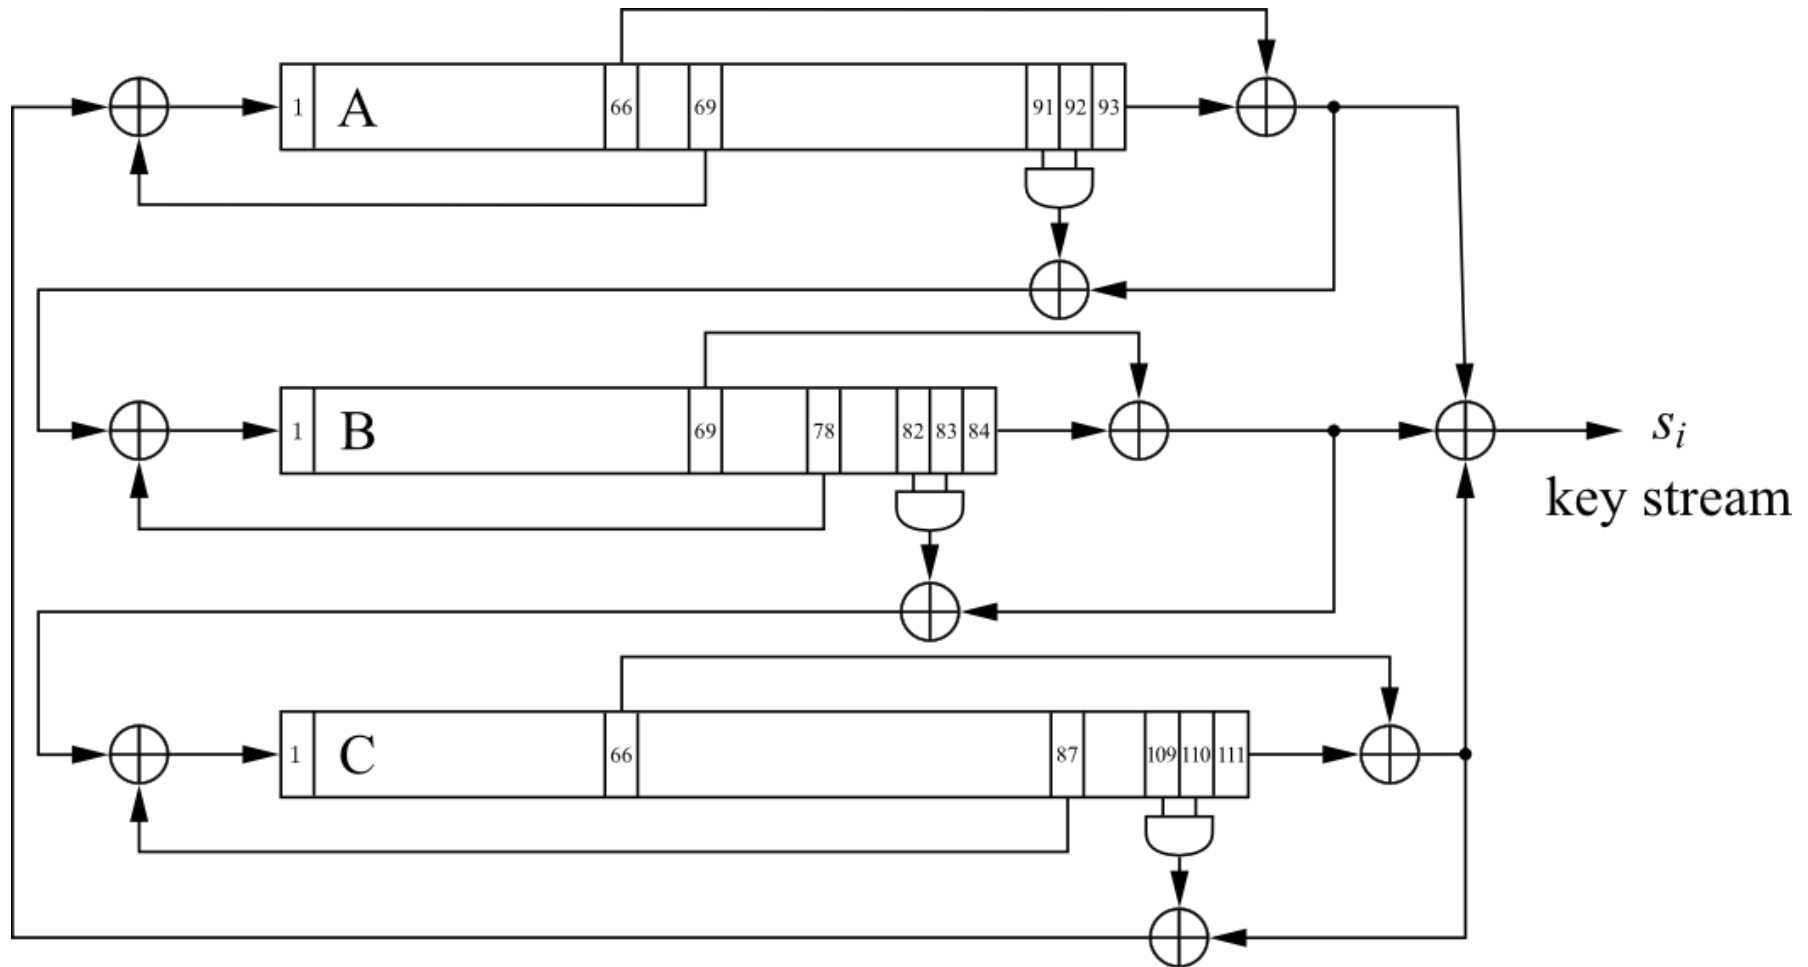 1 A 66 69 91 92 93
1 B 69 78 82 83 84
s_i
key stream
1 C 66 87 109 110 111